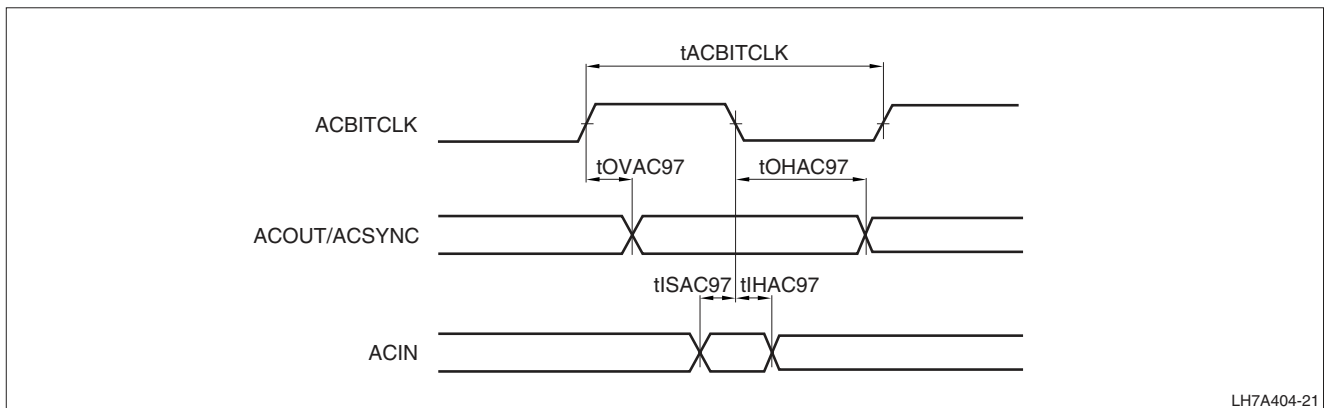 tACBITCLK
ACBITCLK
tOVAC97
tOHAC97
ACOUT/ACSYNC
tISAC97
tIHAC97
ACIN
LH7A404-21